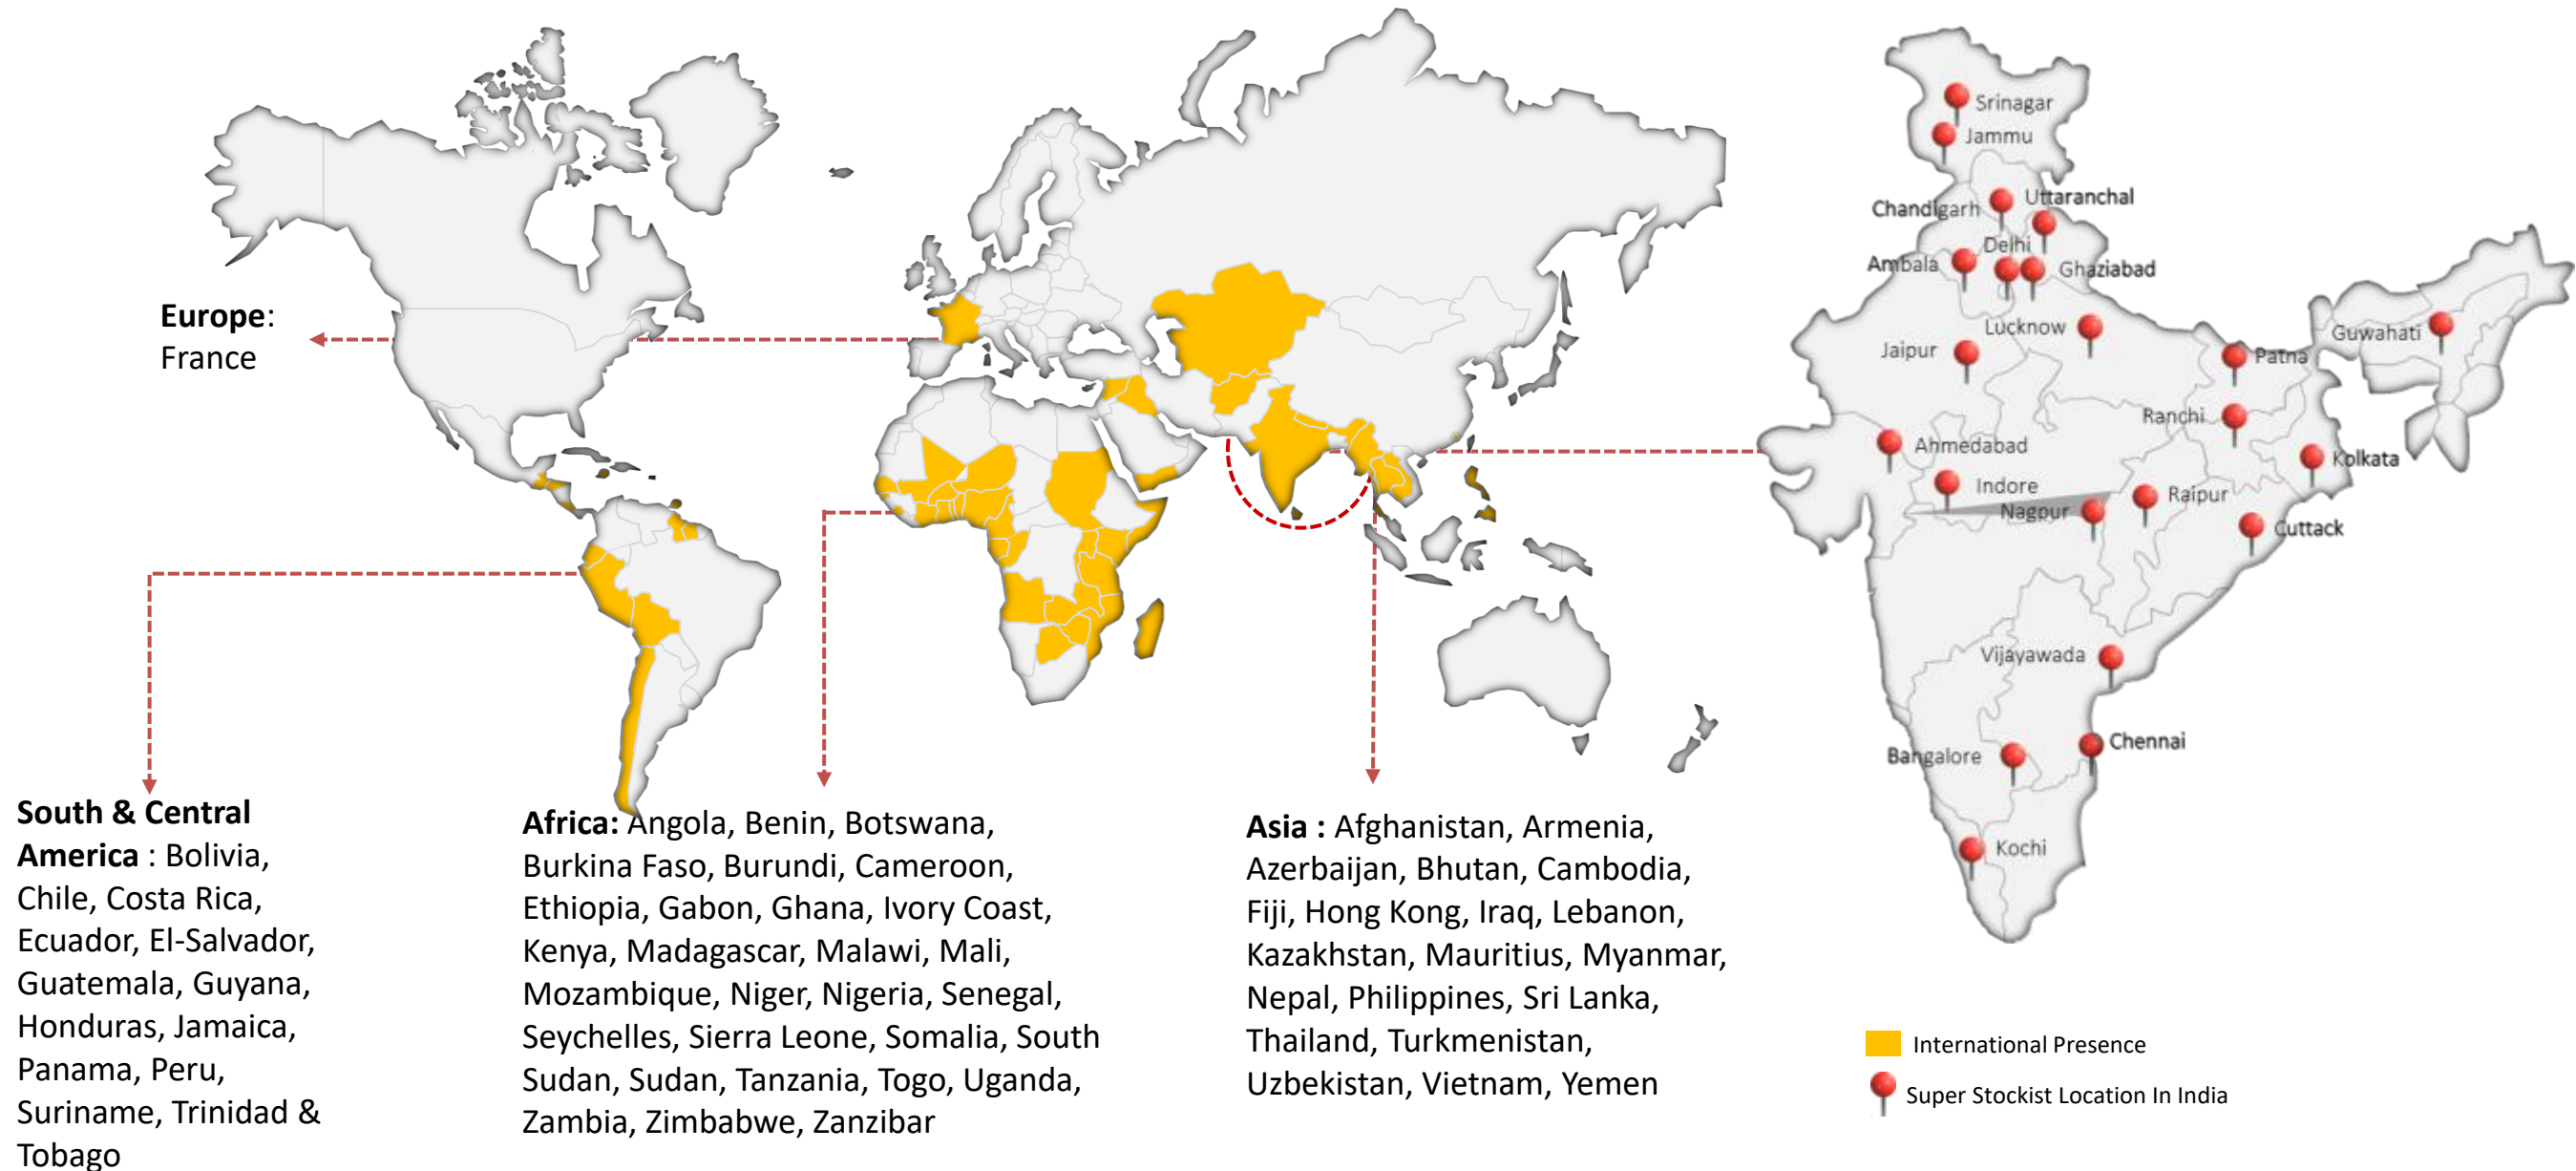 Europe:
France
South & Central
America : Bolivia,
Chile, Costa Rica,
Ecuador, El-Salvador,
Guatemala, Guyana,
Honduras, Jamaica,
Panama, Peru,
Suriname, Trinidad &
Tobago
Africa: Angola, Benin, Botswana,
Burkina Faso, Burundi, Cameroon,
Ethiopia, Gabon, Ghana, Ivory Coast,
Kenya, Madagascar, Malawi, Mali,
Mozambique, Niger, Nigeria, Senegal,
Seychelles, Sierra Leone, Somalia, South
Sudan, Sudan, Tanzania, Togo, Uganda,
Zambia, Zimbabwe, Zanzibar
Asia : Afghanistan, Armenia,
Azerbaijan, Bhutan, Cambodia,
Fiji, Hong Kong, Iraq, Lebanon,
Kazakhstan, Mauritius, Myanmar,
Nepal, Philippines, Sri Lanka,
Thailand, Turkmenistan,
Uzbekistan, Vietnam, Yemen
Srinagar
Jammu
Uttaranchal
Chandigarh
Delhi
Ambala
Ghaziabad
Lucknow
Guwahati
Jaipur
Patna
Ranchi
Ahmedabad
Kolkata
Indore
Raipur
Nagpur
Cuttack
Vijayawada
Chennai
Bangalore
Kochi
International Presence
Super Stockist Location In India